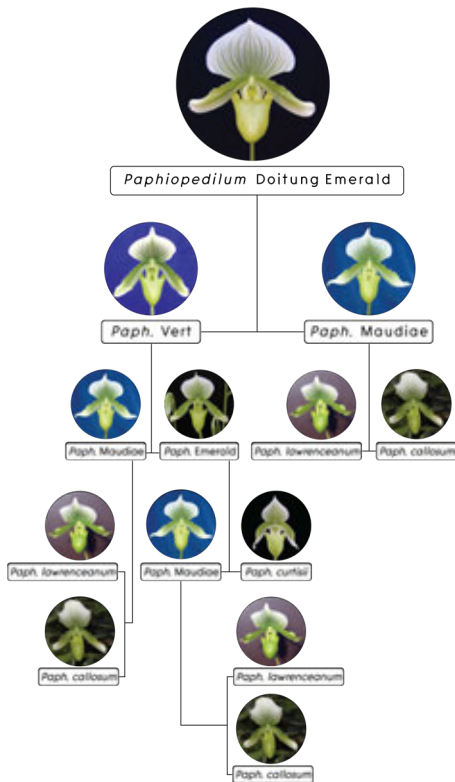 Paphiopedilum Doitung Emerald
Paph. Vert
Paph. Maudiae
Paph. Maudiae
Paph. Emerald
Paph. lawrenceanum
Paph. callosum
Paph. lawrenceanum
Paph. Maudiae
Paph. curtisii
Paph. callosum
Paph. lawrenceanum
Paph. callosum